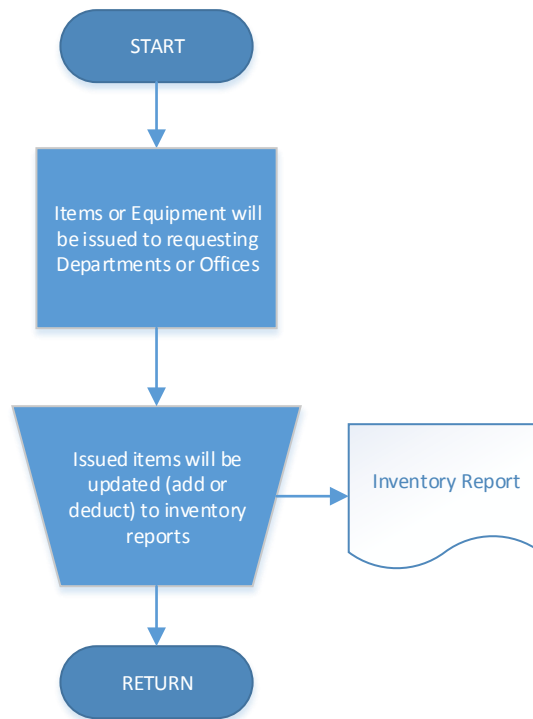 START
Items or Equipment will
be issued to requesting
Departments or Offices
Issued items will be
updated (add or
deduct) to inventory
reports
Inventory Report
RETURN